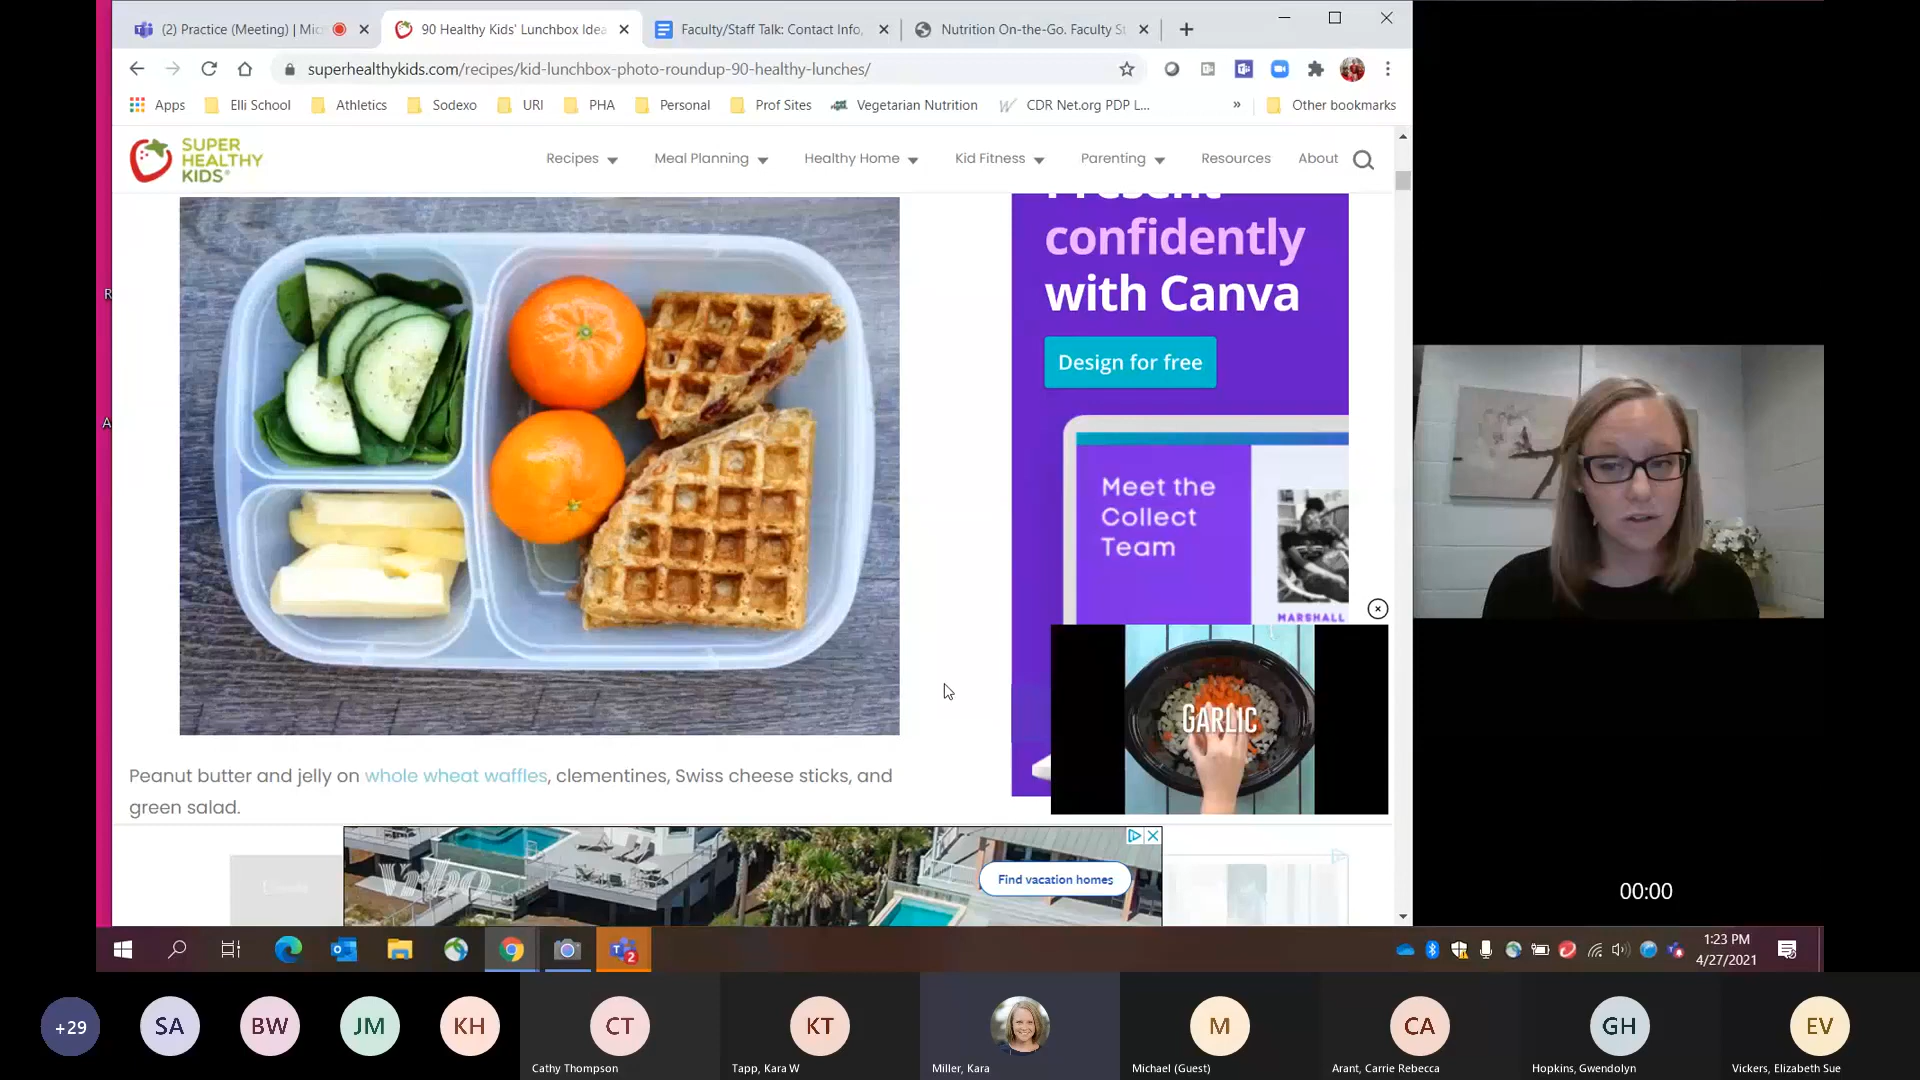 (2) Practice (Meeting) | Mic
90 Healthy Kids' Lunchbox Idea
Faculty/Staff Talk: Contact Info,
Nutrition On-the-Go. Faculty St
superhealthykids.com/recipes/kid-lunchbox-photo-roundup-90-healthy-lunches/
Apps
Elli School
Athletics
Sodexo
URI
PHA
Personal
Prof Sites
Vegetarian Nutrition
CDR Net.org PDP L...
»
Other bookmarks
SUPER
HEALTHY
KIDS®
Recipes
Meal Planning
Healthy Home
Kid Fitness
Parenting
Resources
About
Present
confidently
with Canva
Design for free
Meet the
Collect
Team
MARSHALL
GARLIC
R
A
Peanut butter and jelly on whole wheat waffles, clementines, Swiss cheese sticks, and
green salad.
Vrbo
Find vacation homes
00:00
2
1:23 PM
4/27/2021
+29
SA
BW
JM
KH
CT
Cathy Thompson
KT
Tapp, Kara W
Miller, Kara
M
Michael (Guest)
CA
Arant, Carrie Rebecca
GH
Hopkins, Gwendolyn
EV
Vickers, Elizabeth Sue